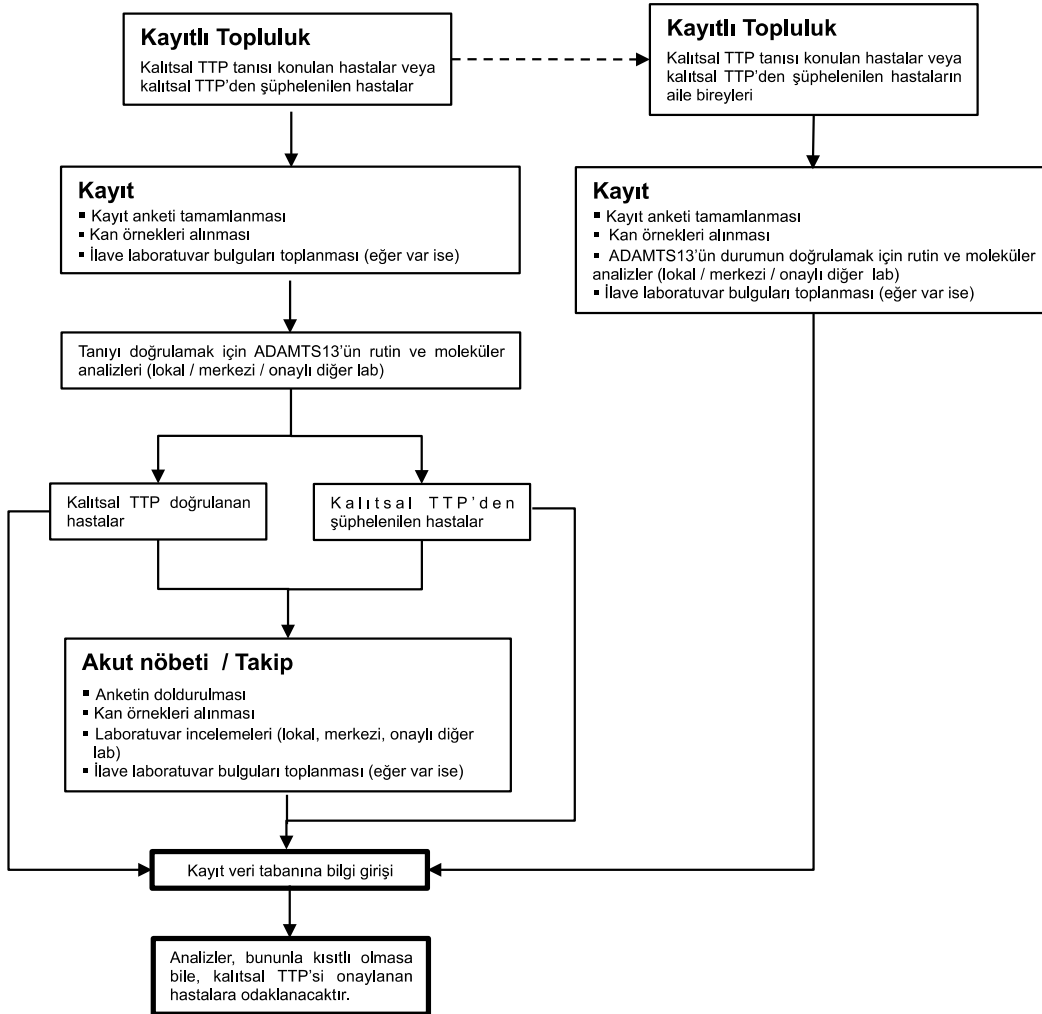 Kayıtlı Topluluk
Kalıtsal TTP tanısı konulan hastalar veya
kalıtsal TTP’den şüphelenilen hastalar
Kayıtlı Topluluk
Kalıtsal TTP tanısı konulan hastalar veya
kalıtsal TTP’den şüphelenilen hastaların
aile bireyleri
Kayıt
▪ Kayıt anketi tamamlanması
▪ Kan örnekleri alınması
▪ İlave laboratuvar bulguları toplanması (eğer var ise)
Kayıt
▪ Kayıt anketi tamamlanması
▪ Kan örnekleri alınması
▪ ADAMTS13’ün durumun doğrulamak için rutin ve moleküler
analizler (lokal / merkezi / onaylı diğer lab)
▪ İlave laboratuvar bulguları toplanması (eğer var ise)
Tanıyı doğrulamak için ADAMTS13’ün rutin ve moleküler
analizleri (lokal / merkezi / onaylı diğer lab)
Kalıtsal TTP doğrulanan
hastalar
Kalıtsal TTP’den
şüphelenilen hastalar
Akut nöbeti / Takip
▪ Anketin doldurulması
▪ Kan örnekleri alınması
▪ Laboratuvar incelemeleri (lokal, merkezi, onaylı diğer
lab)
▪ İlave laboratuvar bulguları toplanması (eğer var ise)
Kayıt veri tabanına bilgi girişi
Analizler, bununla kısıtlı olmasa
bile, kalıtsal TTP’si onaylanan
hastalara odaklanacaktır.